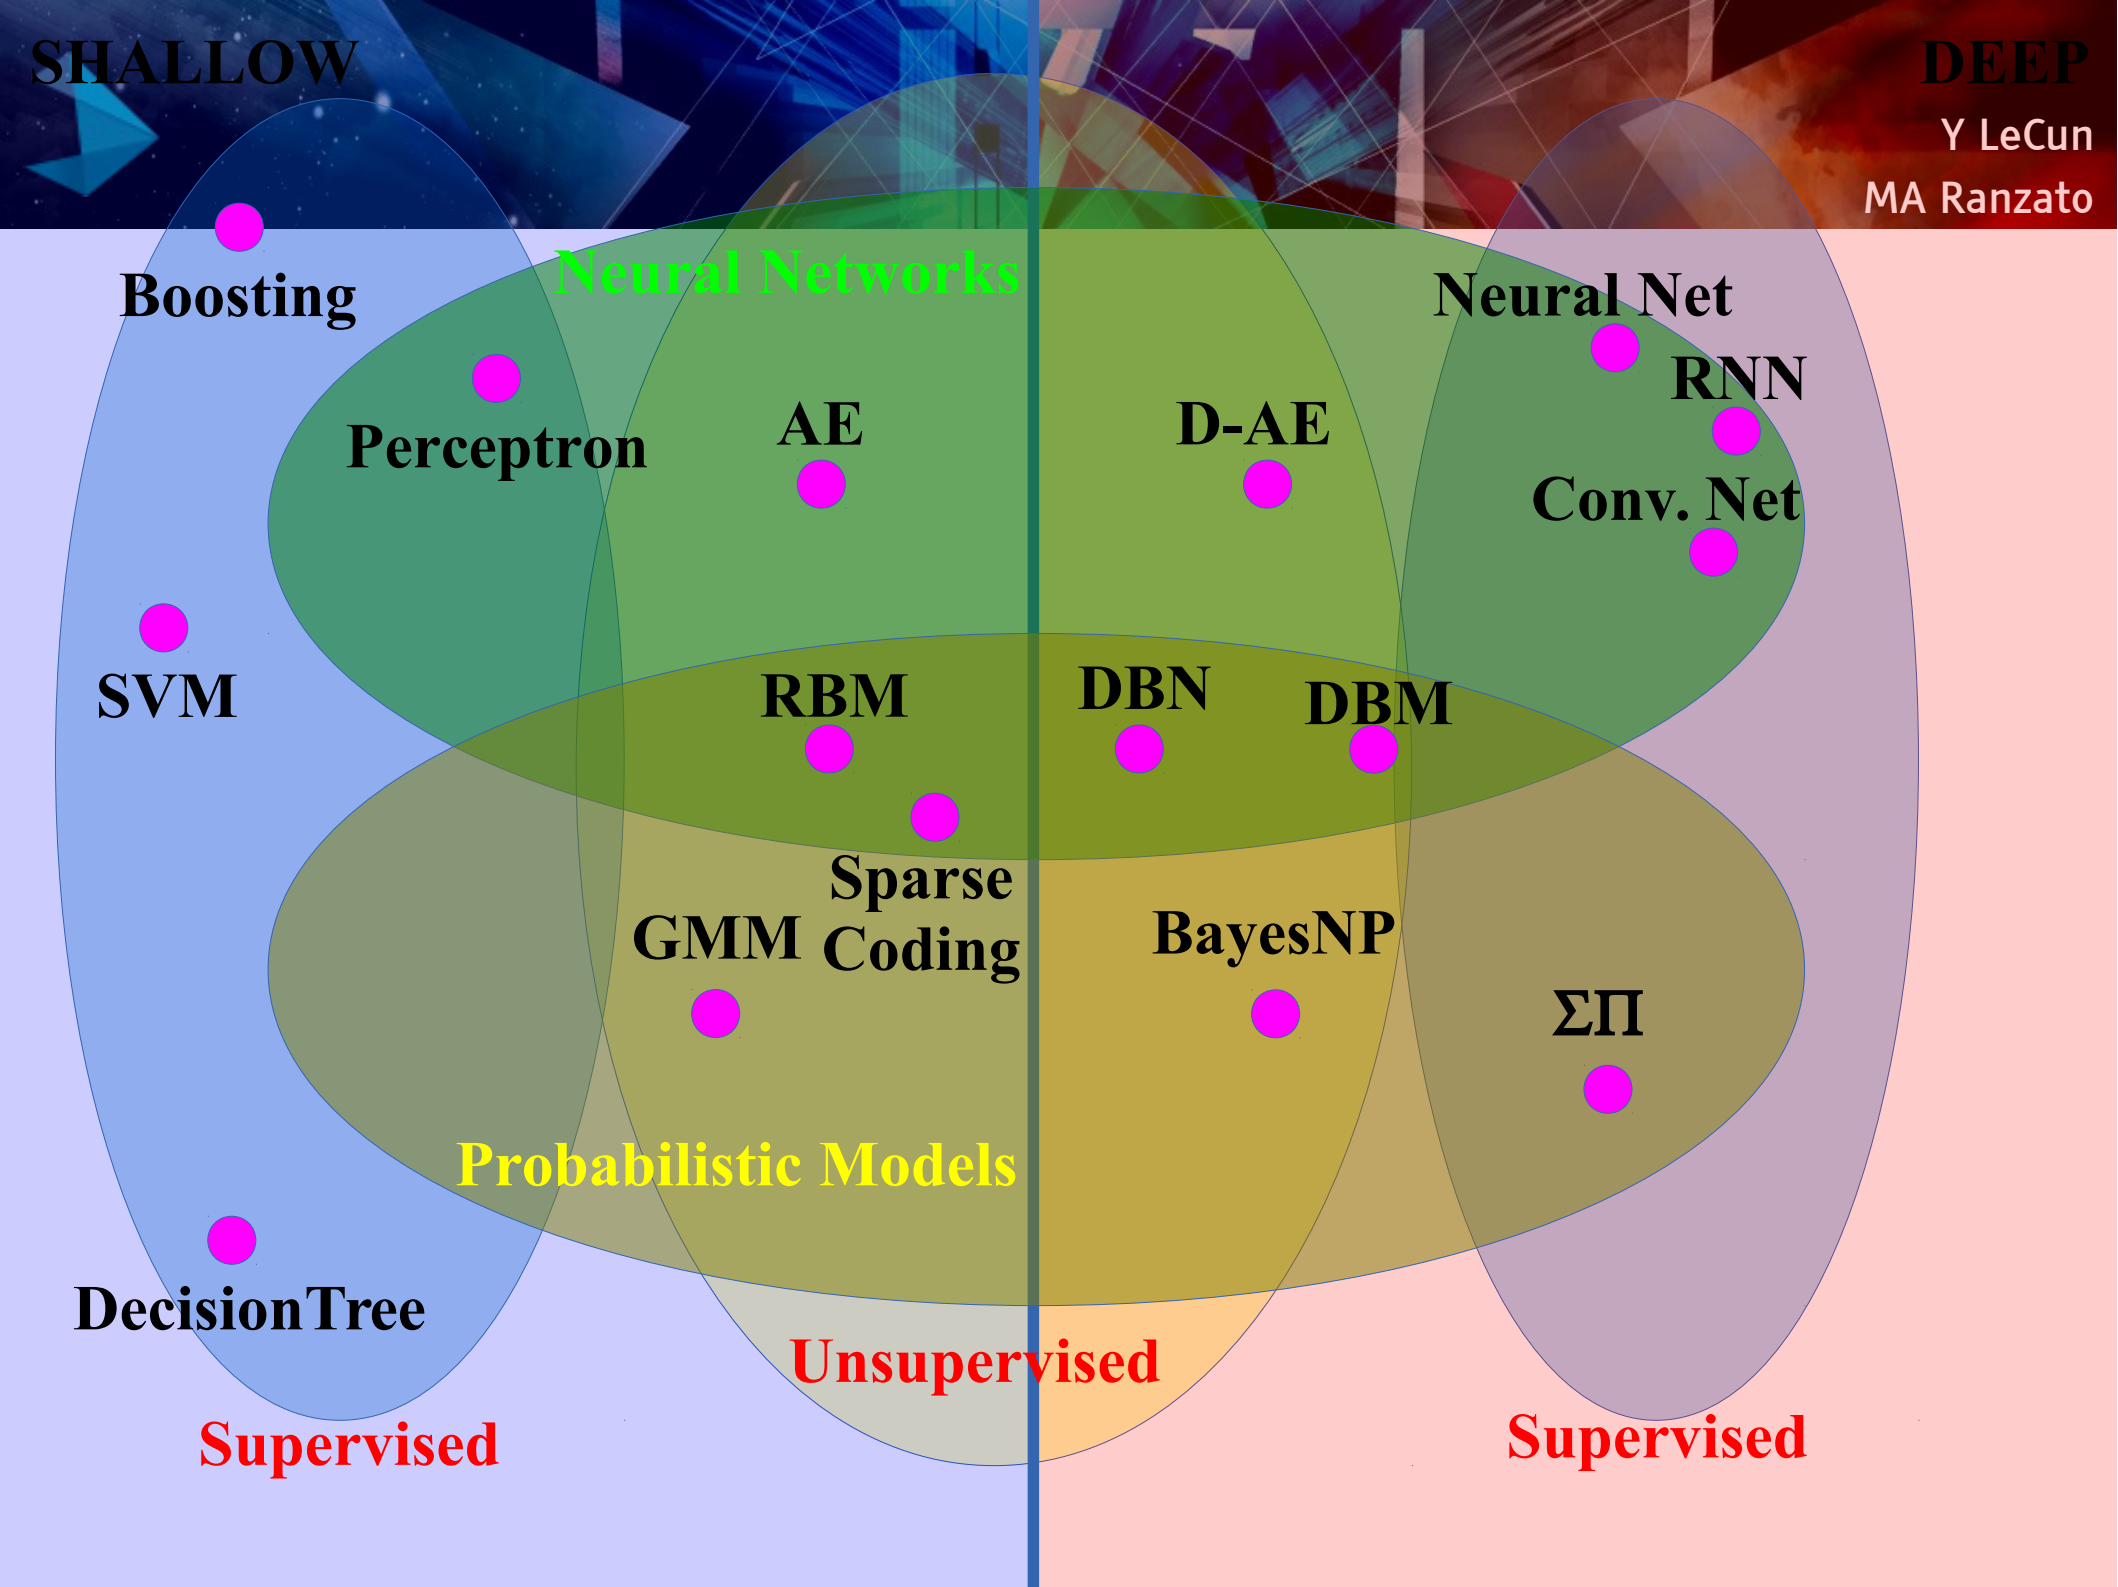 SHALLOW
DEEP
Y LeCun
MA Ranzato
Neural Networks
Boosting
Neural Net
RNN
Perceptron
AE
D-AE
Conv. Net
SVM
RBM
DBN
DBM
Sparse
Coding
GMM
BayesNP
ΣΠ
Probabilistic Models
DecisionTree
Unsupervised
Supervised
Supervised